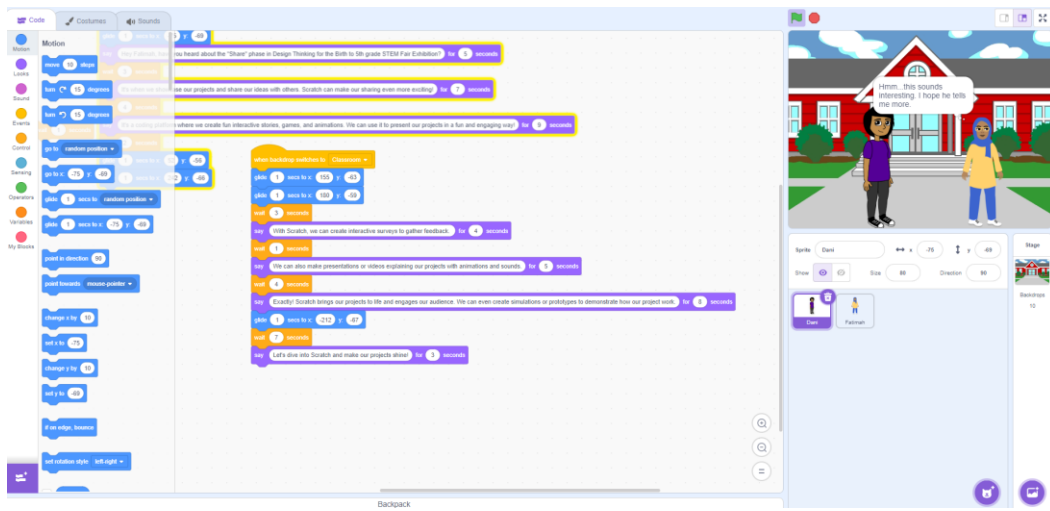 Code Costumes Sounds
Motion
Looks
Sound
Events
Control
Sensing
Operators
Variables
My Blocks
Motion
move 10 steps
turn 15 degrees
turn 15 degrees
go to random position
go to x: -75 y: -69
glide 1 secs to random position
glide 1 secs to x: -75 y: -69
point in direction 90
point towards mouse-pointer
change x by 10
set x to -75
change y by 10
set y to -69
if on edge, bounce
set rotation style left-right
you heard about the "Share" phase in Design Thinking for the Birth to 5th grade STEM Fair Exhibition? for 5 seconds
our projects and share our ideas with others. Scratch can make our sharing even more exciting! for 7 seconds
where we create fun interactive stories, games, and animations. We can use it to present our projects in a fun and engaging way! for 9 seconds
when backdrop switches to Classroom
glide 1 secs to x: 155 y: -63
glide 1 secs to x: 180 y: -59
wait 3 seconds
say With Scratch, we can create interactive surveys to gather feedback. for 4 seconds
wait 1 seconds
say We can also make presentations or videos explaining our projects with animations and sounds. for 5 seconds
wait 4 seconds
say Exactly! Scratch brings our projects to life and engages our audience. We can even create simulations or prototypes to demonstrate how our project work. for 8 seconds
glide 1 secs to x: -212 y: -67
wait 7 seconds
say Let's dive into Scratch and make our projects shine! for 3 seconds
Backpack
Hmm...this sounds
interesting. I hope he tells
me more.
Sprite Dani x -75 y -69
Show Size 80 Direction 90
Dani
Fatimah
Stage
Backdrops
10